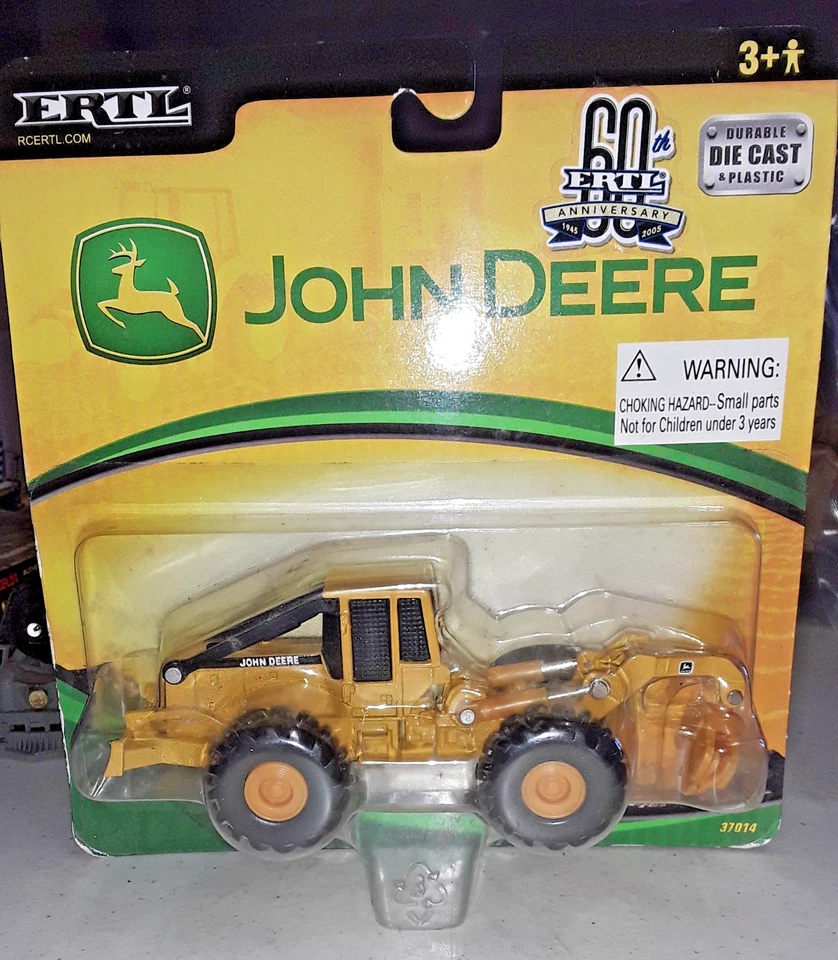 3+
ERTL®
RCERTL.COM
60th
ERTL®
ANNIVERSARY
1945 2005
DURABLE
DIE CAST
& PLASTIC
JOHN DEERE
WARNING:
CHOKING HAZARD--Small parts
Not for Children under 3 years
JOHN DEERE
37014